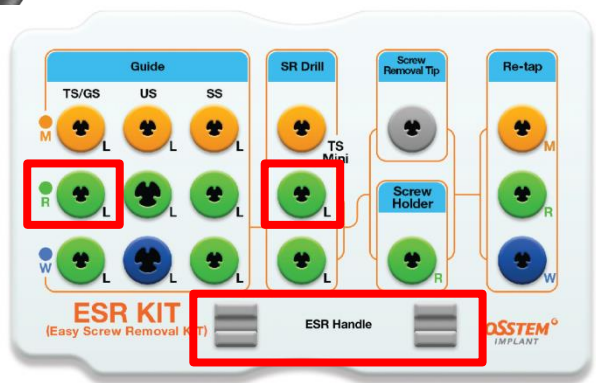 Guide
SR Drill
Screw
Removal Tip
Re-tap
TS/GS
US
SS
M
L
L
L
L
TS
Mini
M
R
L
L
L
L
Screw
Holder
R
W
L
L
L
L
R
W
ESR KIT
(Easy Screw Removal KIT)
ESR Handle
OSSTEM
IMPLANT